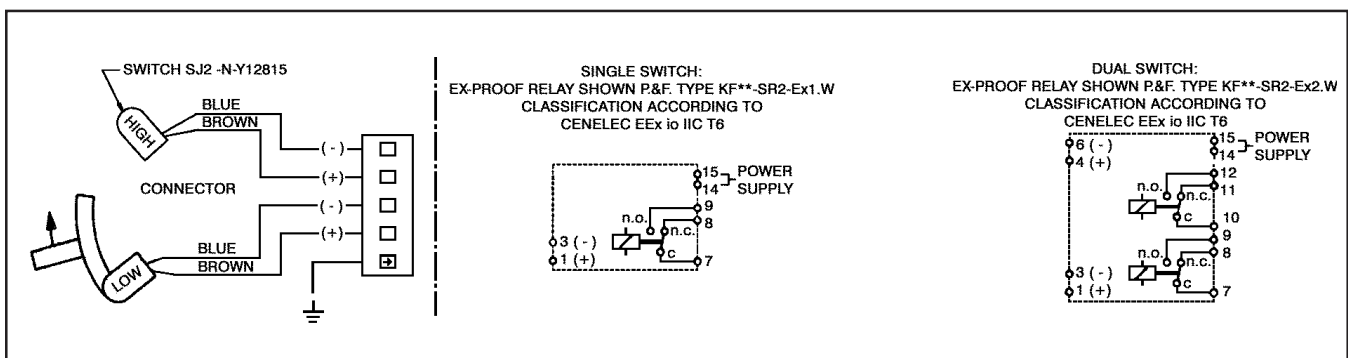 SWITCH SJ2 -N-Y12815
BLUE
BROWN
HIGH
(-)
(+)
CONNECTOR
(-)
(+)
BLUE
BROWN
LOW
SINGLE SWITCH:
EX-PROOF RELAY SHOWN P.&F. TYPE KF**-SR2-Ex1.W
CLASSIFICATION ACCORDING TO
CENELEC EEx io IIC T6
15
14
POWER
SUPPLY
9
n.o.
8
n.c.
3 (-)
c
1 (+)
7
DUAL SWITCH:
EX-PROOF RELAY SHOWN P.&F. TYPE KF**-SR2-Ex2.W
CLASSIFICATION ACCORDING TO
CENELEC EEx io IIC T6
6 (-)
15
POWER
4 (+)
14
SUPPLY
12
n.o.
11
n.c.
c
10
9
n.o.
8
n.c.
3 (-)
c
1 (+)
7